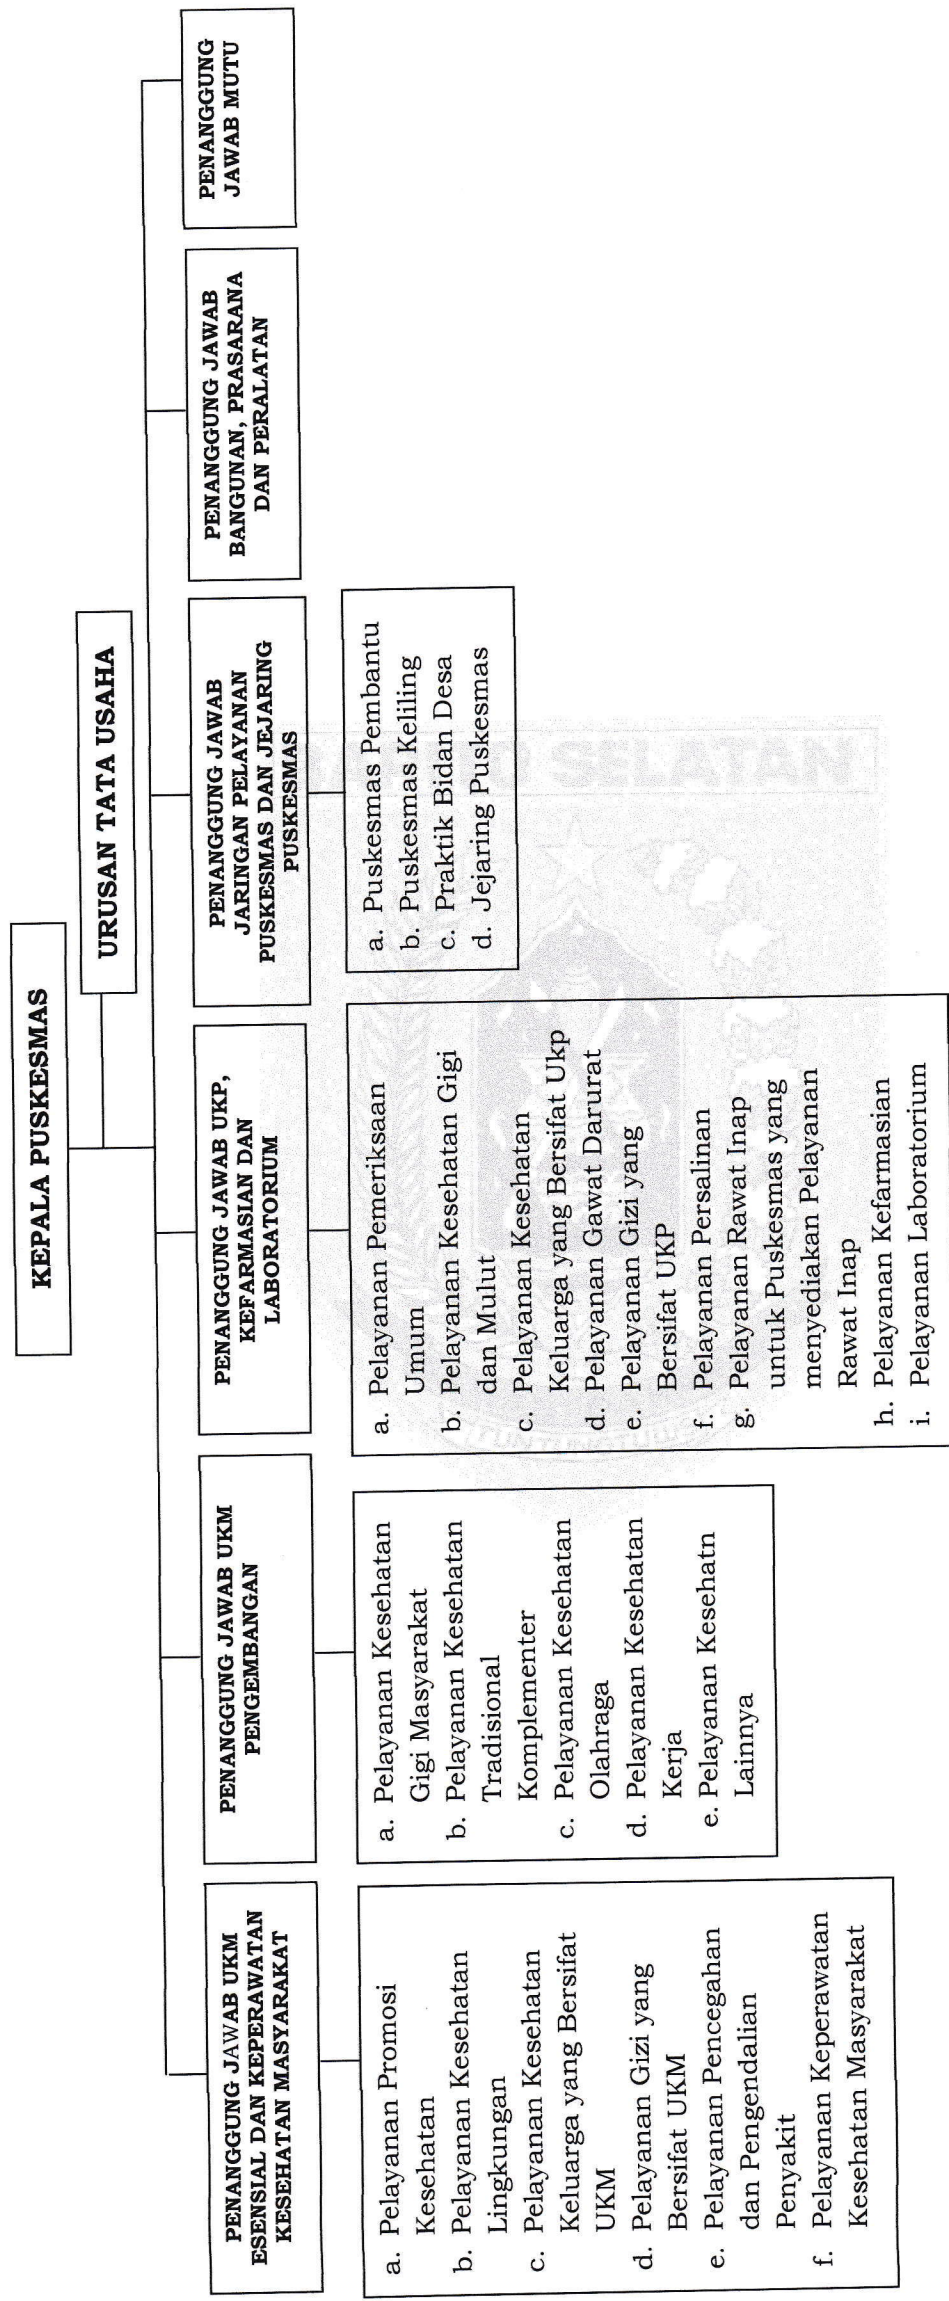 KEPALA PUSKESMAS
URUSAN TATA USAHA
PENANGGUNG JAWAB UKM
ESENSIAL DAN KEPERAWATAN
KESEHATAN MASYARAKAT
a. Pelayanan Promosi
Kesehatan
b. Pelayanan Kesehatan
Lingkungan
c. Pelayanan Kesehatan
Keluarga yang Bersifat
UKM
d. Pelayanan Gizi yang
Bersifat UKM
e. Pelayanan Pencegahan
dan Pengendalian
Penyakit
f. Pelayanan Keperawatan
Kesehatan Masyarakat
PENANGGUNG JAWAB UKM
PENGEMBANGAN
a. Pelayanan Kesehatan
Gigi Masyarakat
b. Pelayanan Kesehatan
Tradisional
Komplementer
c. Pelayanan Kesehatan
Olahraga
d. Pelayanan Kesehatan
Kerja
e. Pelayanan Kesehatn
Lainnya
PENANGGUNG JAWAB UKP,
KEFARMASIAN DAN
LABORATORIUM
a. Pelayanan Pemeriksaan
Umum
b. Pelayanan Kesehatan Gigi
dan Mulut
c. Pelayanan Kesehatan
Keluarga yang Bersifat Ukp
d. Pelayanan Gawat Darurat
e. Pelayanan Gizi yang
Bersifat UKP
f. Pelayanan Persalinan
g. Pelayanan Rawat Inap
untuk Puskesmas yang
menyediakan Pelayanan
Rawat Inap
h. Pelayanan Kefarmasian
i. Pelayanan Laboratorium
PENANGGUNG JAWAB
JARINGAN PELAYANAN
PUSKESMAS DAN JEJARING
PUSKESMAS
a. Puskesmas Pembantu
b. Puskesmas Keliling
c. Praktik Bidan Desa
d. Jejaring Puskesmas
PENANGGUNG JAWAB
BANGUNAN, PRASARANA
DAN PERALATAN
PENANGGUNG
JAWAB MUTU
SELATAN